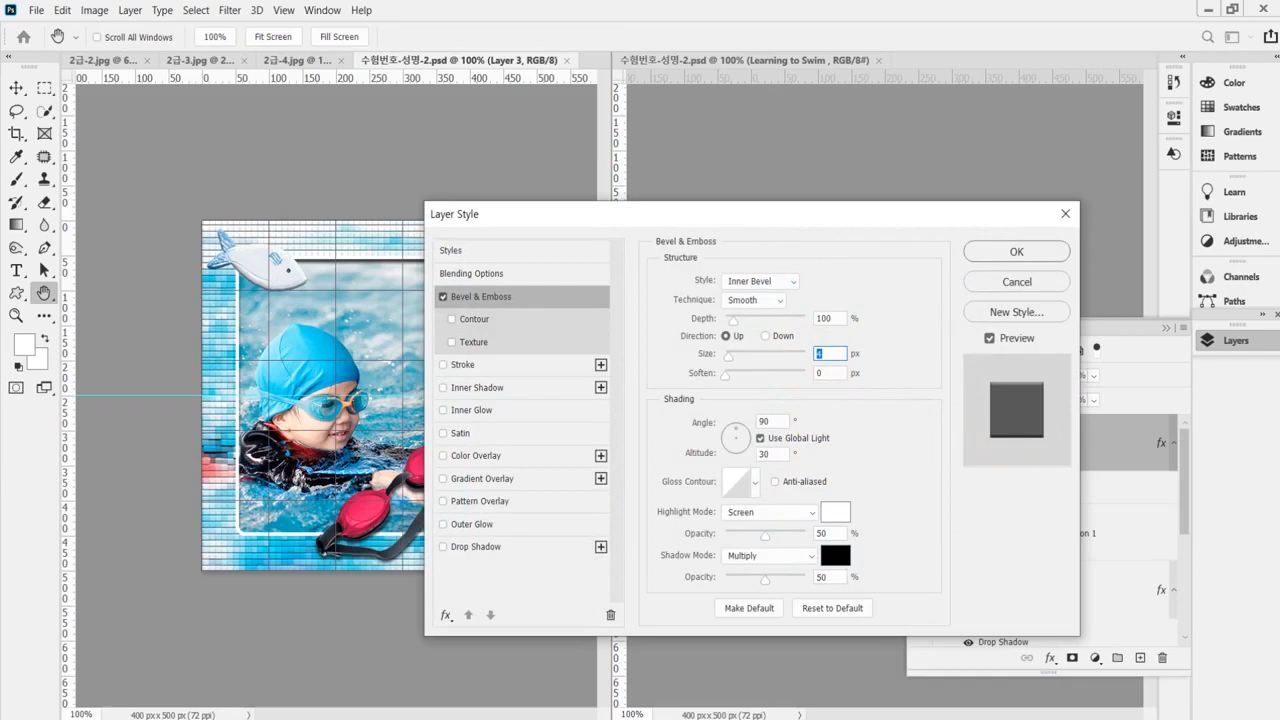 Ps File Edit Image Layer Type Select Filter 3D View Window Help
Scroll All Windows 100% Fit Screen Fill Screen
2급-2.jpg @ 6... × 2급-3.jpg @ 2... × 2급-4.jpg @ 1... × 수험번호-성명-2.psd @ 100% (Layer 3, RGB/8) × 수험번호-성명-2.psd @ 100% (Learning to Swim , RGB/8#) ×
Color
Swatches
Gradients
Patterns
Learn
Libraries
Adjustme...
Channels
Paths
Layers
Layer Style
Styles
Blending Options
Bevel & Emboss
Contour
Texture
Stroke
Inner Shadow
Inner Glow
Satin
Color Overlay
Gradient Overlay
Pattern Overlay
Outer Glow
Drop Shadow
fx
Bevel & Emboss
Structure
Style: Inner Bevel
Technique: Smooth
Depth: 100 %
Direction: Up Down
Size: 4 px
Soften: 0 px
Shading
Angle: 90 °
Use Global Light
Altitude: 30 °
Gloss Contour: Anti-aliased
Highlight Mode: Screen
Opacity: 50 %
Shadow Mode: Multiply
Opacity: 50 %
Make Default Reset to Default
OK
Cancel
New Style...
Preview
fx
on 1
fx
Drop Shadow
fx
100% 400 px x 500 px (72 ppi)
100% 400 px x 500 px (72 ppi)